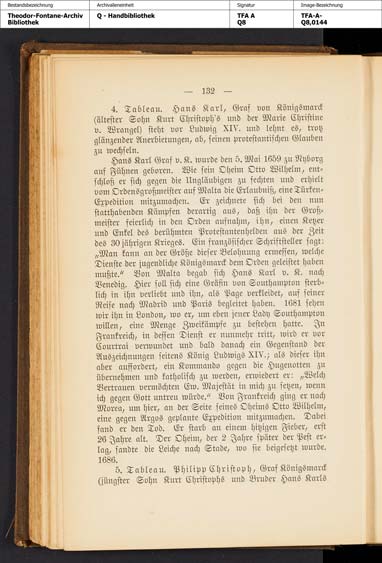 Bestandsbezeichnung
Archivalieneinheit
Signatur
Image-Bezeichnung
Theodor-Fontane-Archiv
Bibliothek
Q - Handbibliothek
TFA A
Q8
TFA-A-
Q8,0144
— 132 —
4. Tableau. Hans Karl, Graf von Königsmarck
(ältester Sohn Kurt Christoph's und der Marie Christine
v. Wrangel) steht vor Ludwig XIV. und lehnt es, trotz
glänzender Anerbietungen, ab, seinen protestantischen Glauben
zu wechseln.
Hans Karl Graf v. K. wurde den 5. Mai 1659 zu Nyborg
auf Fühnen geboren. Wie sein Oheim Otto Wilhelm, ent-
schloß er sich gegen die Ungläubigen zu fechten und erhielt
vom Ordensgroßmeister auf Malta die Erlaubniß, eine Türken-
Expedition mitzumachen. Er zeichnete sich bei den nun
statthabenden Kämpfen derartig aus, daß ihn der Groß-
meister feierlich in den Orden aufnahm, ihn, einen Ketzer
und Enkel des berühmten Protestantenhelden aus der Zeit
des 30 jährigen Krieges. Ein französischer Schriftsteller sagt:
„Man kann an der Größe dieser Belohnung ermessen, welche
Dienste der jugendliche Königsmarck dem Orden geleistet haben
mußte.“ Von Malta begab sich Hans Karl v. K. nach
Venedig. Hier soll sich eine Gräfin von Southampton sterb-
lich in ihn verliebt und ihn, als Page verkleidet, auf seiner
Reise nach Madrid und Paris begleitet haben. 1681 sehen
wir ihn in London, wo er, um eben jener Lady Southampton
willen, eine Menge Zweikämpfe zu bestehen hatte. In
Frankreich, in dessen Dienst er nunmehr tritt, wird er vor
Courtrai verwundet und bald danach ein Gegenstand der
Auszeichnungen seitens König Ludwigs XIV.; als dieser ihn
aber auffordert, ein Kommando gegen die Hugenotten zu
übernehmen und katholisch zu werden, erwiedert er: „Welch
Vertrauen vermöchten Ew. Majestät in mich zu setzen, wenn
ich gegen Gott untreu würde.“ Von Frankreich ging er nach
Morea, um hier, an der Seite seines Oheims Otto Wilhelm,
eine gegen Argos geplante Expedition mitzumachen. Dabei
fand er den Tod. Er starb an einem hitzigen Fieber, erst
26 Jahre alt. Der Oheim, der 2 Jahre später der Pest er-
lag, sandte die Leiche nach Stade, wo sie beigesetzt wurde.
1686.
5. Tableau. Philipp Christoph, Graf Königsmarck
(jüngster Sohn Kurt Christophs und Bruder Hans Karls